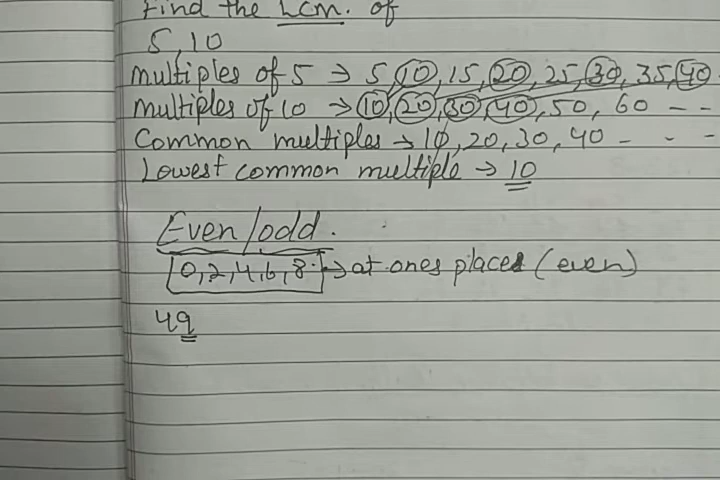 Find the LCM. of
5, 10
multiples of 5 → 5, 10, 15, 20, 25, 30, 35, 40
multiples of 10 → 10, 20, 30, 40, 50, 60 - -
Common multiples → 10, 20, 30, 40 - - -
Lowest common multiple → 10
Even/odd.
0, 2, 4, 6, 8 → at ones place (even)
49